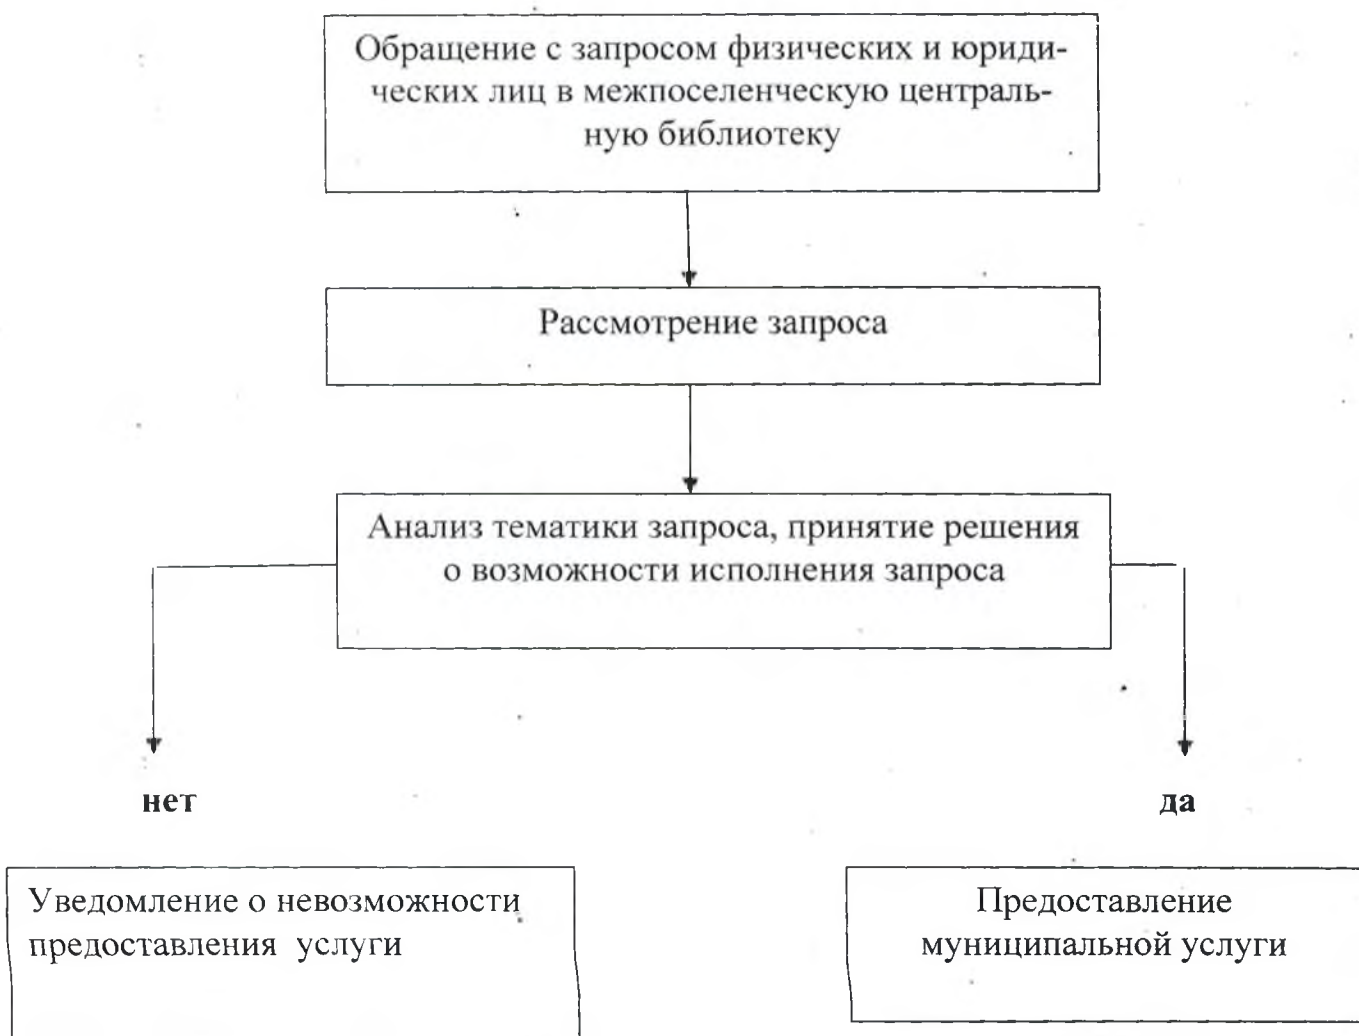 Обращение с запросом физических и юриди-
ческих лиц в межпоселенческую централь-
ную библиотеку
Рассмотрение запроса
Анализ тематики запроса, принятие решения
о возможности исполнения запроса
нет
да
Уведомление о невозможности
предоставления услуги
Предоставление
муниципальной услуги